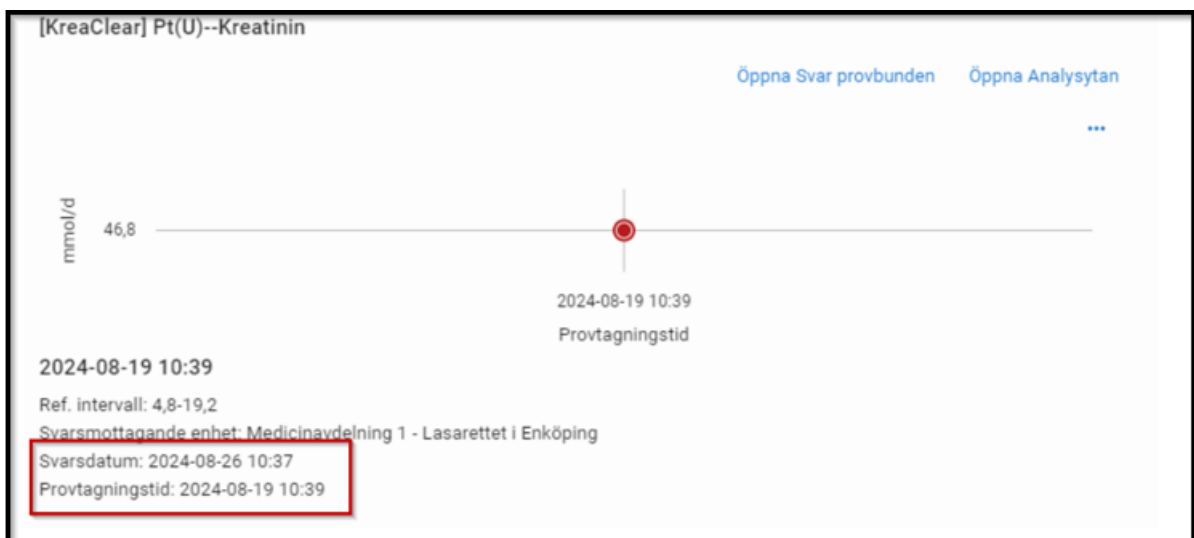 [KreaClear] Pt(U)--Kreatinin
Öppna Svar provbunden Öppna Analysytan
mmol/d
46,8
2024-08-19 10:39
Provtagningstid
2024-08-19 10:39
Ref. intervall: 4,8-19,2
Svarsmottagande enhet: Medicinavdelning 1 - Lasarettet i Enköping
Svarsdatum: 2024-08-26 10:37
Provtagningstid: 2024-08-19 10:39